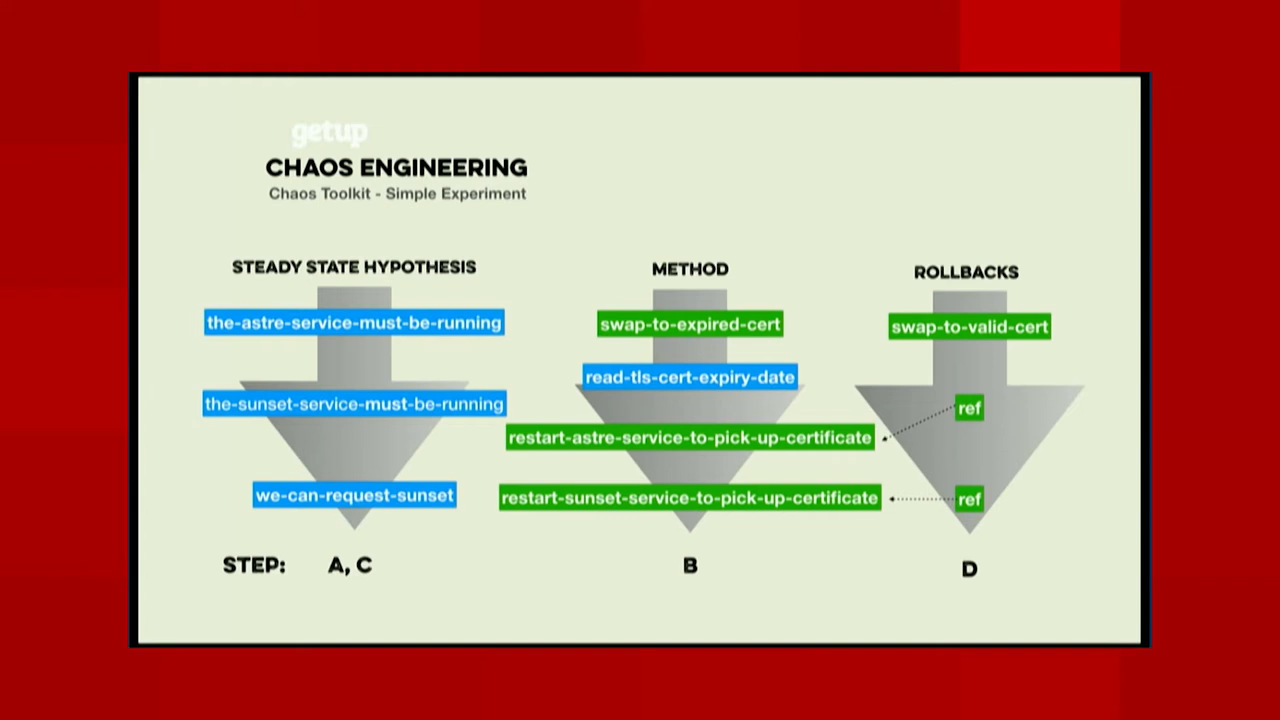 getup
CHAOS ENGINEERING
Chaos Toolkit - Simple Experiment
STEADY STATE HYPOTHESIS
the-astre-service-must-be-running
the-sunset-service-must-be-running
we-can-request-sunset
METHOD
swap-to-expired-cert
read-tls-cert-expiry-date
restart-astre-service-to-pick-up-certificate
restart-sunset-service-to-pick-up-certificate
ROLLBACKS
swap-to-valid-cert
ref
ref
STEP: A, C
B
D